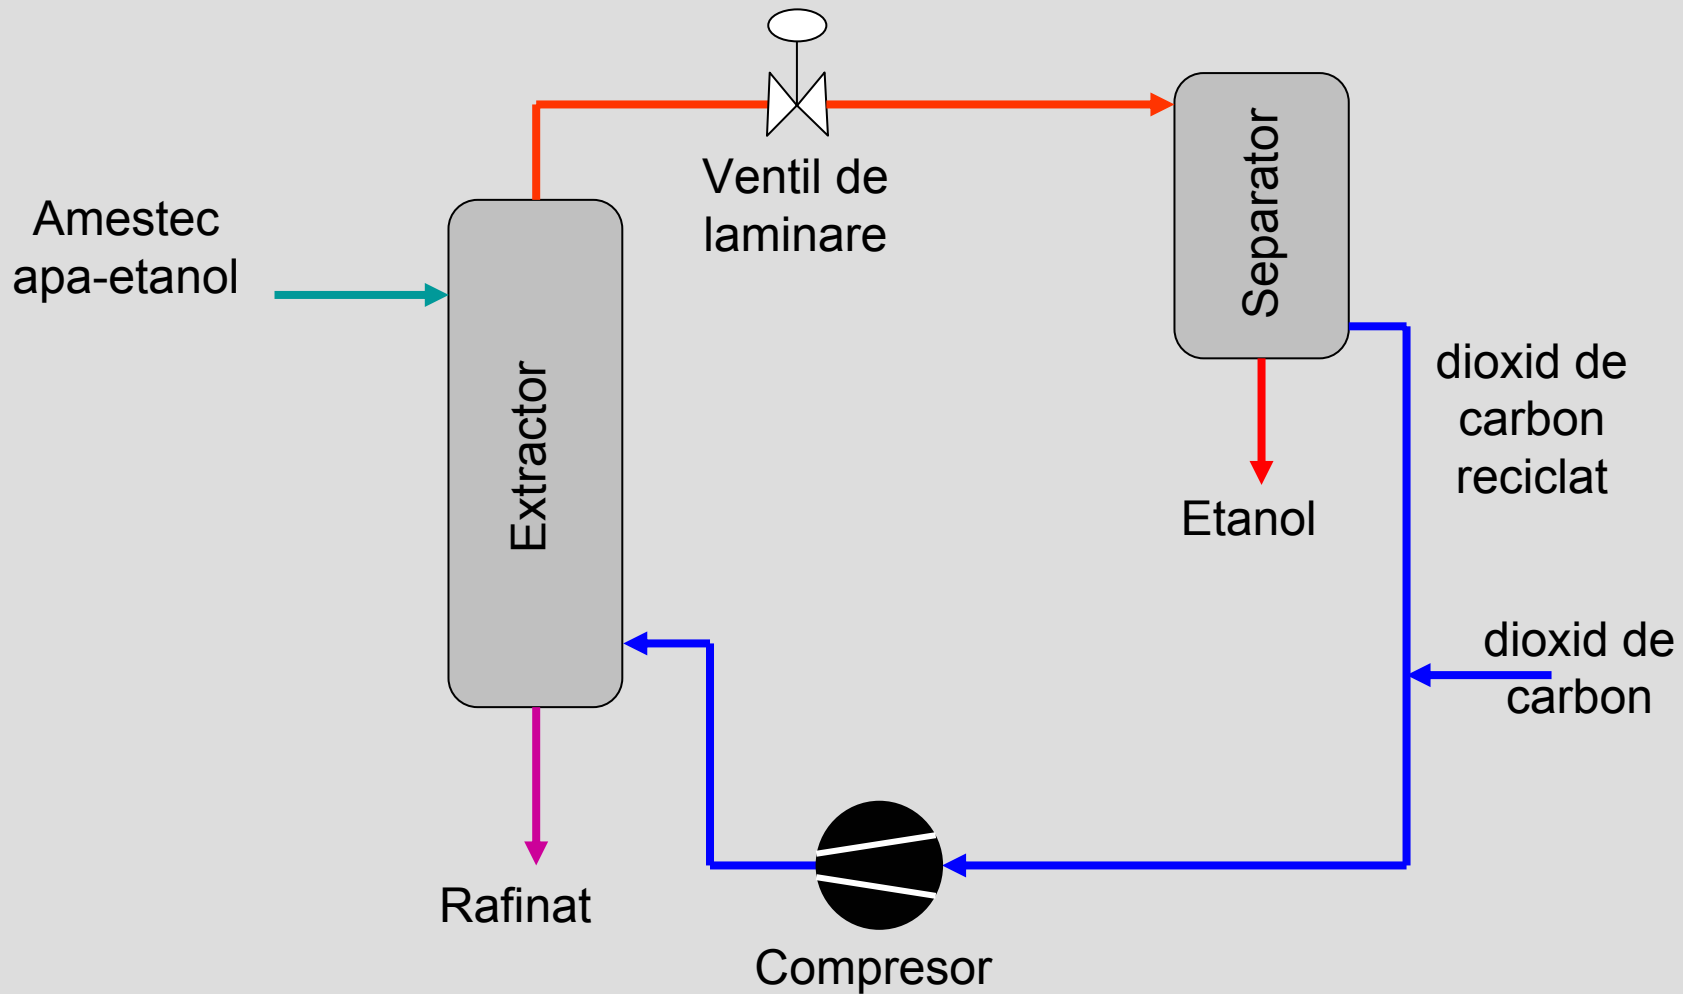 Ventil de
laminare
Separator
Amestec
apa-etanol
Extractor
dioxid de
carbon
reciclat
Etanol
dioxid de
carbon
Rafinat
Compresor